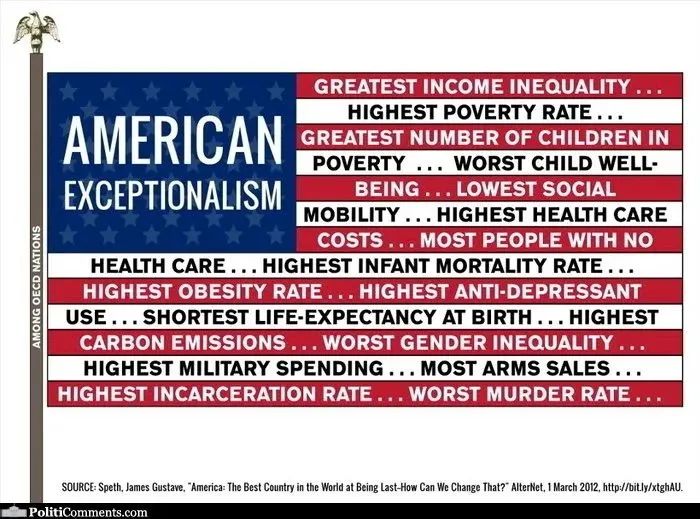 AMERICAN
EXCEPTIONALISM
GREATEST INCOME INEQUALITY ...
HIGHEST POVERTY RATE ...
GREATEST NUMBER OF CHILDREN IN
POVERTY ... WORST CHILD WELL-
BEING ... LOWEST SOCIAL
MOBILITY ... HIGHEST HEALTH CARE
COSTS ... MOST PEOPLE WITH NO
HEALTH CARE ... HIGHEST INFANT MORTALITY RATE ...
HIGHEST OBESITY RATE ... HIGHEST ANTI-DEPRESSANT
USE ... SHORTEST LIFE-EXPECTANCY AT BIRTH ... HIGHEST
CARBON EMISSIONS ... WORST GENDER INEQUALITY ...
HIGHEST MILITARY SPENDING ... MOST ARMS SALES ...
HIGHEST INCARCERATION RATE ... WORST MURDER RATE ...
AMONG OECD NATIONS
SOURCE: Speth, James Gustave, "America: The Best Country in the World at Being Last–How Can We Change That?" AlterNet, 1 March 2012, http://bit.ly/xtghAU.
PolitiComments.com